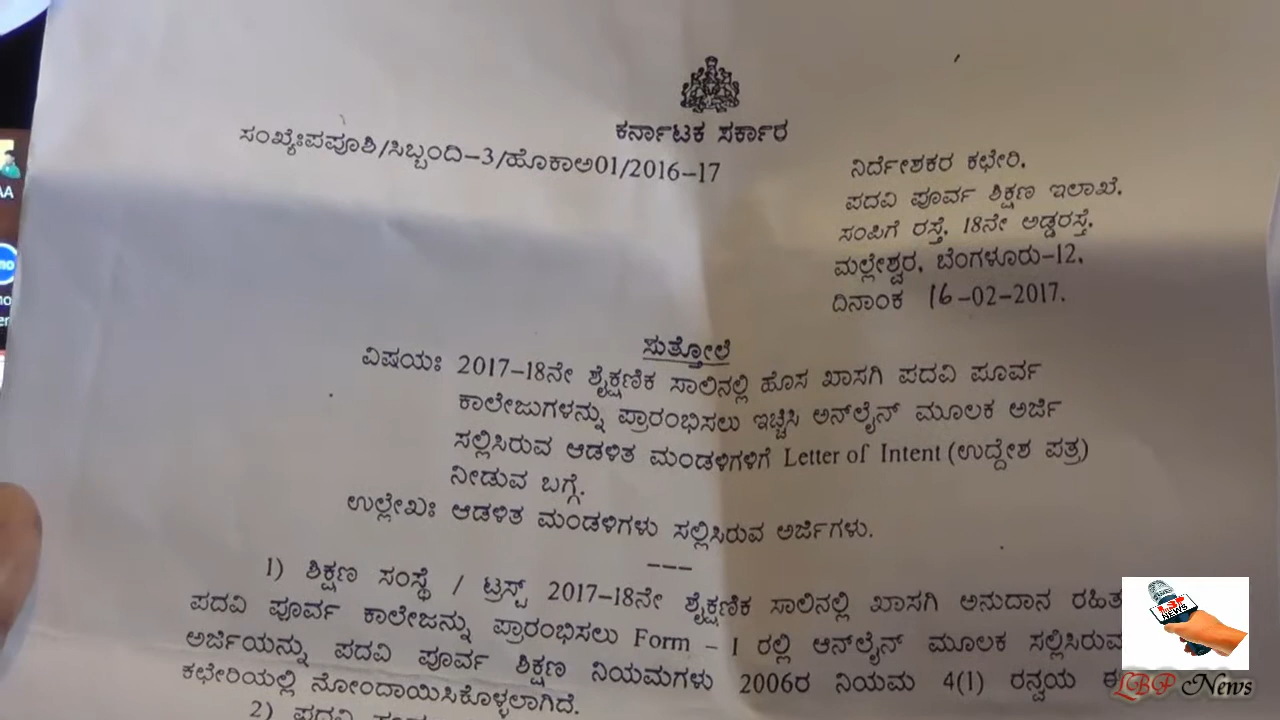 ಕರ್ನಾಟಕ ಸರ್ಕಾರ
ಸಂಖ್ಯೆಃಪಪೂಶಿ/ಸಿಬ್ಬಂದಿ-3/ಹೊಕಾಅ01/2016-17
ನಿರ್ದೇಶಕರ ಕಛೇರಿ.
ಪದವಿ ಪೂರ್ವ ಶಿಕ್ಷಣ ಇಲಾಖೆ.
ಸಂಪಿಗೆ ರಸ್ತೆ, 18ನೇ ಅಡ್ಡರಸ್ತೆ.
ಮಲ್ಲೇಶ್ವರ, ಬೆಂಗಳೂರು-12.
ದಿನಾಂಕ 16-02-2017.
ಸುತ್ತೋಲೆ
ವಿಷಯಃ 2017-18ನೇ ಶೈಕ್ಷಣಿಕ ಸಾಲಿನಲ್ಲಿ ಹೊಸ ಖಾಸಗಿ ಪದವಿ ಪೂರ್ವ
ಕಾಲೇಜುಗಳನ್ನು ಪ್ರಾರಂಭಿಸಲು ಇಚ್ಚಿಸಿ ಅನ್‌ಲೈನ್ ಮೂಲಕ ಅರ್ಜಿ
ಸಲ್ಲಿಸಿರುವ ಆಡಳಿತ ಮಂಡಳಿಗಳಿಗೆ Letter of Intent (ಉದ್ದೇಶ ಪತ್ರ)
ನೀಡುವ ಬಗ್ಗೆ.
ಉಲ್ಲೇಖಃ ಆಡಳಿತ ಮಂಡಳಿಗಳು ಸಲ್ಲಿಸಿರುವ ಅರ್ಜಿಗಳು.
---
1) ಶಿಕ್ಷಣ ಸಂಸ್ಥೆ / ಟ್ರಸ್ಟ್ 2017-18ನೇ ಶೈಕ್ಷಣಿಕ ಸಾಲಿನಲ್ಲಿ ಖಾಸಗಿ ಅನುದಾನ ರಹಿತ
ಪದವಿ ಪೂರ್ವ ಕಾಲೇಜನ್ನು ಪ್ರಾರಂಭಿಸಲು Form - I ರಲ್ಲಿ ಆನ್‌ಲೈನ್ ಮೂಲಕ ಸಲ್ಲಿಸಿರುವ
ಅರ್ಜಿಯನ್ನು ಪದವಿ ಪೂರ್ವ ಶಿಕ್ಷಣ ನಿಯಮಗಳು 2006ರ ನಿಯಮ 4(1) ರನ್ವಯ ಈ
ಕಛೇರಿಯಲ್ಲಿ ನೋಂದಾಯಿಸಿಕೊಳ್ಳಲಾಗಿದೆ.
2) ಪದವಿ
NEWS
LBP News